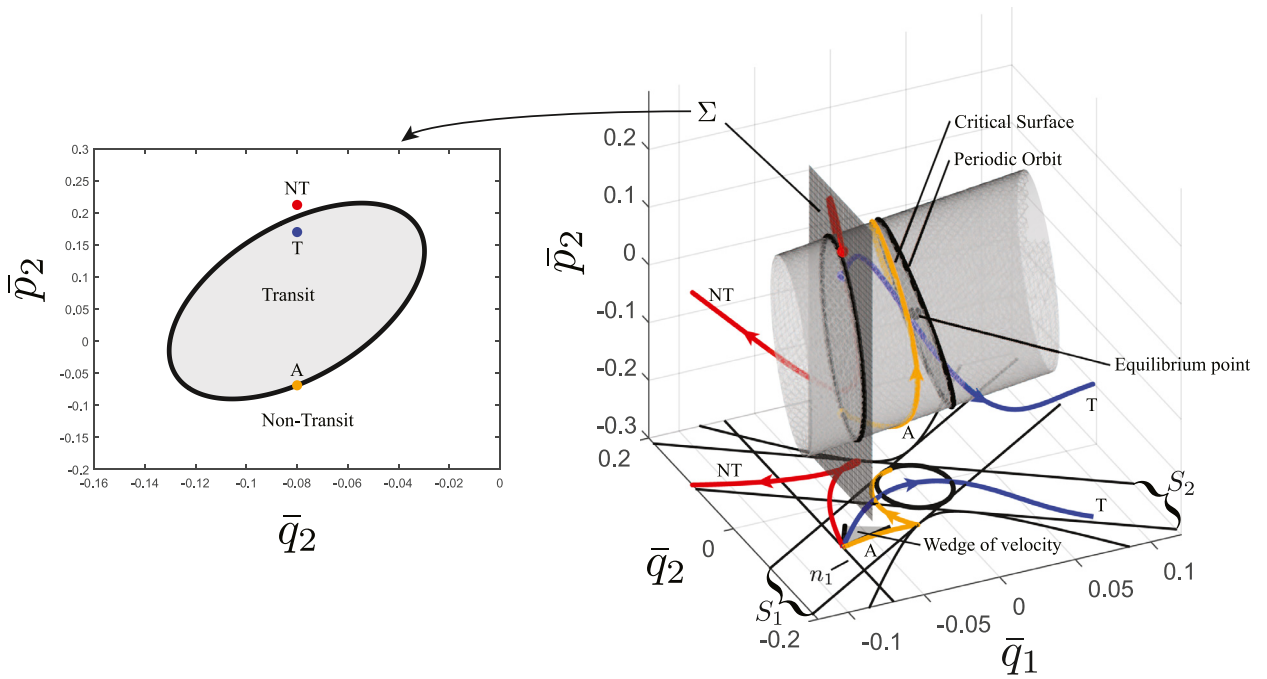 0.3
0.25
0.2
0.15
0.1
0.05
0
-0.05
-0.1
-0.15
-0.2
-0.16
-0.14
-0.12
-0.1
-0.08
-0.06
-0.04
-0.02
0
p̄₂
q̄₂
NT
T
Transit
A
Non-Transit
Σ
Critical Surface
Periodic Orbit
Equilibrium point
0.2
0.1
0
-0.1
-0.2
-0.3
p̄₂
NT
A
T
0.2
0
-0.2
q̄₂
NT
T
S₂
Wedge of velocity
A
n₁
S₁
-0.1
-0.05
0
0.05
0.1
q̄₁